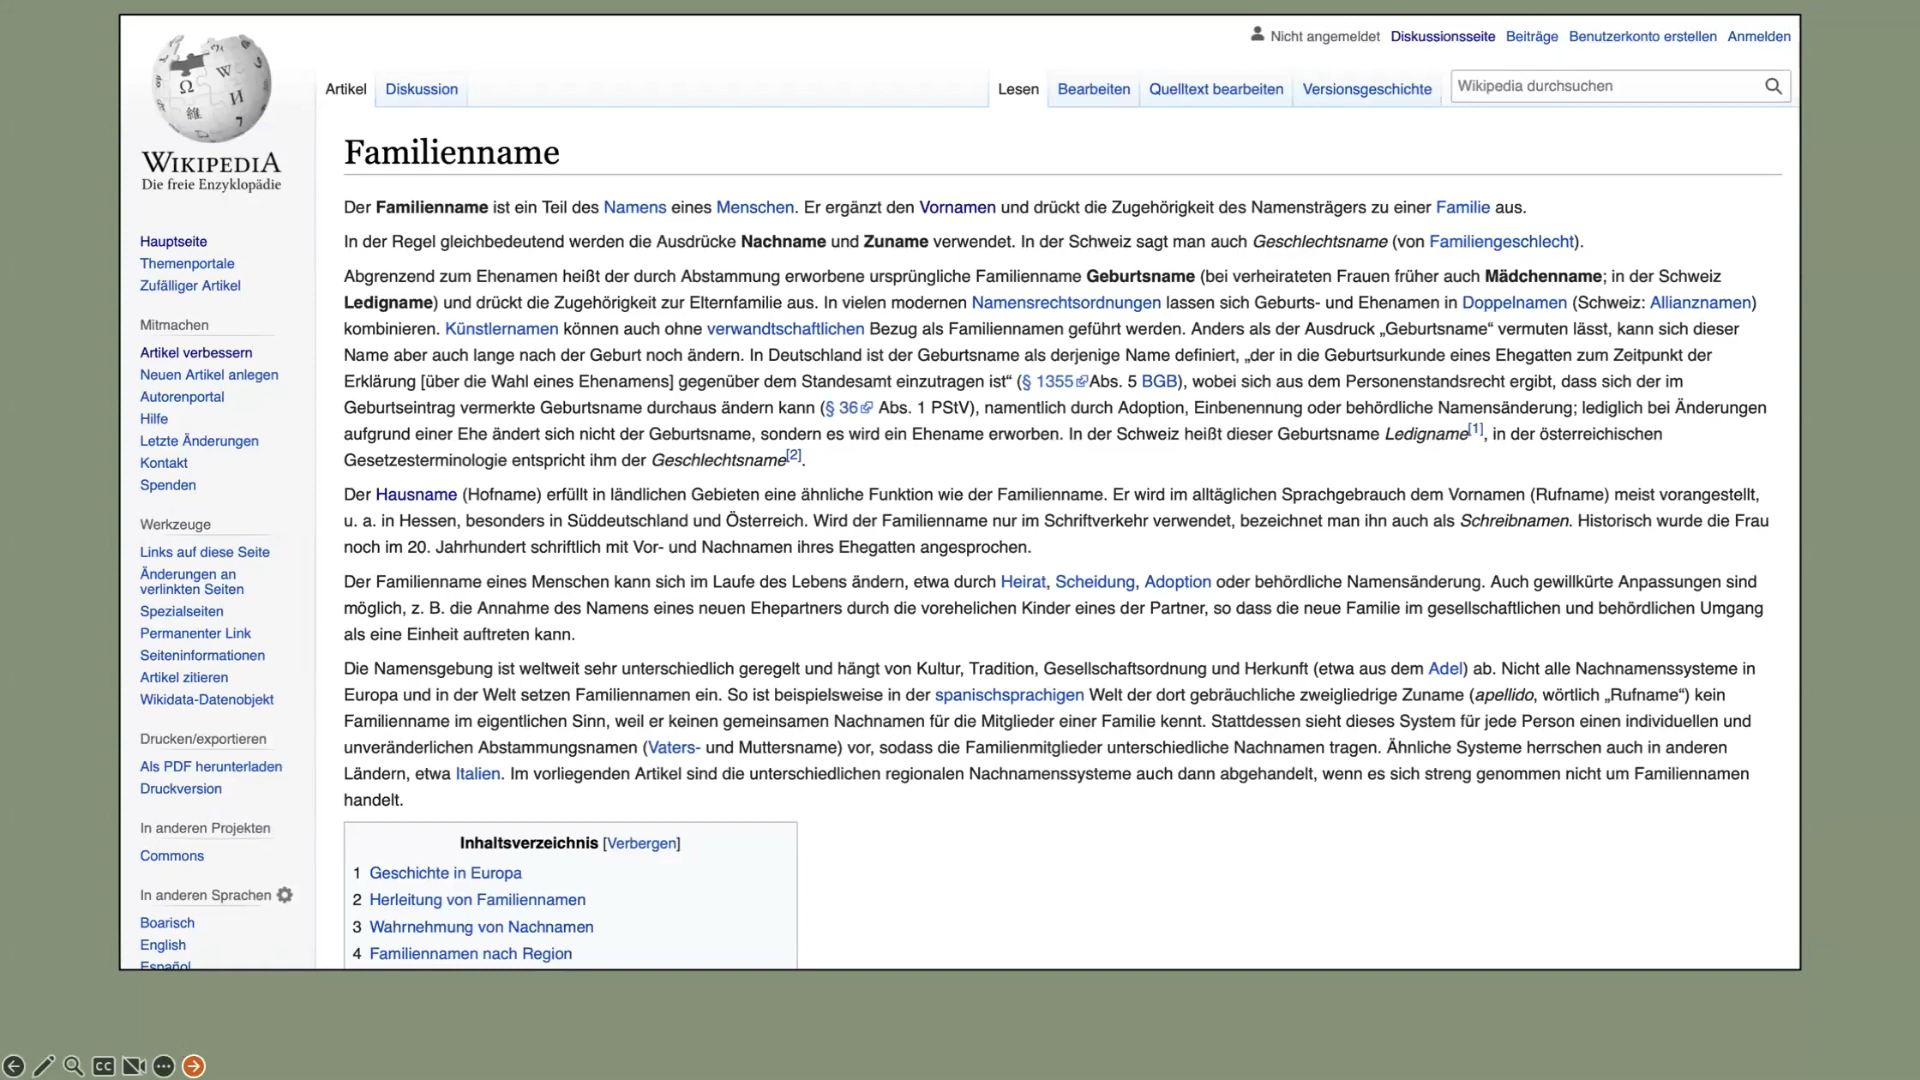 Nicht angemeldet Diskussionsseite Beiträge Benutzerkonto erstellen Anmelden
Artikel Diskussion Lesen Bearbeiten Quelltext bearbeiten Versionsgeschichte Wikipedia durchsuchen
WIKIPEDIA
Die freie Enzyklopädie
Hauptseite
Themenportale
Zufälliger Artikel
Mitmachen
Artikel verbessern
Neuen Artikel anlegen
Autorenportal
Hilfe
Letzte Änderungen
Kontakt
Spenden
Werkzeuge
Links auf diese Seite
Änderungen an
verlinkten Seiten
Spezialseiten
Permanenter Link
Seiteninformationen
Artikel zitieren
Wikidata-Datenobjekt
Drucken/exportieren
Als PDF herunterladen
Druckversion
In anderen Projekten
Commons
In anderen Sprachen
Boarisch
English
Español
Familienname
Der Familienname ist ein Teil des Namens eines Menschen. Er ergänzt den Vornamen und drückt die Zugehörigkeit des Namensträgers zu einer Familie aus.
In der Regel gleichbedeutend werden die Ausdrücke Nachname und Zuname verwendet. In der Schweiz sagt man auch Geschlechtsname (von Familiengeschlecht).
Abgrenzend zum Ehenamen heißt der durch Abstammung erworbene ursprüngliche Familienname Geburtsname (bei verheirateten Frauen früher auch Mädchenname; in der Schweiz
Ledigname) und drückt die Zugehörigkeit zur Elternfamilie aus. In vielen modernen Namensrechtsordnungen lassen sich Geburts- und Ehenamen in Doppelnamen (Schweiz: Allianznamen)
kombinieren. Künstlernamen können auch ohne verwandtschaftlichen Bezug als Familiennamen geführt werden. Anders als der Ausdruck „Geburtsname“ vermuten lässt, kann sich dieser
Name aber auch lange nach der Geburt noch ändern. In Deutschland ist der Geburtsname als derjenige Name definiert, „der in die Geburtsurkunde eines Ehegatten zum Zeitpunkt der
Erklärung [über die Wahl eines Ehenamens] gegenüber dem Standesamt einzutragen ist“ (§ 1355 Abs. 5 BGB), wobei sich aus dem Personenstandsrecht ergibt, dass sich der im
Geburtseintrag vermerkte Geburtsname durchaus ändern kann (§ 36 Abs. 1 PStV), namentlich durch Adoption, Einbenennung oder behördliche Namensänderung; lediglich bei Änderungen
aufgrund einer Ehe ändert sich nicht der Geburtsname, sondern es wird ein Ehename erworben. In der Schweiz heißt dieser Geburtsname Ledigname[1], in der österreichischen
Gesetzesterminologie entspricht ihm der Geschlechtsname[2].
Der Hausname (Hofname) erfüllt in ländlichen Gebieten eine ähnliche Funktion wie der Familienname. Er wird im alltäglichen Sprachgebrauch dem Vornamen (Rufname) meist vorangestellt,
u. a. in Hessen, besonders in Süddeutschland und Österreich. Wird der Familienname nur im Schriftverkehr verwendet, bezeichnet man ihn auch als Schreibnamen. Historisch wurde die Frau
noch im 20. Jahrhundert schriftlich mit Vor- und Nachnamen ihres Ehegatten angesprochen.
Der Familienname eines Menschen kann sich im Laufe des Lebens ändern, etwa durch Heirat, Scheidung, Adoption oder behördliche Namensänderung. Auch gewillkürte Anpassungen sind
möglich, z. B. die Annahme des Namens eines neuen Ehepartners durch die vorehelichen Kinder eines der Partner, so dass die neue Familie im gesellschaftlichen und behördlichen Umgang
als eine Einheit auftreten kann.
Die Namensgebung ist weltweit sehr unterschiedlich geregelt und hängt von Kultur, Tradition, Gesellschaftsordnung und Herkunft (etwa aus dem Adel) ab. Nicht alle Nachnamenssysteme in
Europa und in der Welt setzen Familiennamen ein. So ist beispielsweise in der spanischsprachigen Welt der dort gebräuchliche zweigliedrige Zuname (apellido, wörtlich „Rufname“) kein
Familienname im eigentlichen Sinn, weil er keinen gemeinsamen Nachnamen für die Mitglieder einer Familie kennt. Stattdessen sieht dieses System für jede Person einen individuellen und
unveränderlichen Abstammungsnamen (Vaters- und Muttersname) vor, sodass die Familienmitglieder unterschiedliche Nachnamen tragen. Ähnliche Systeme herrschen auch in anderen
Ländern, etwa Italien. Im vorliegenden Artikel sind die unterschiedlichen regionalen Nachnamenssysteme auch dann abgehandelt, wenn es sich streng genommen nicht um Familiennamen
handelt.
Inhaltsverzeichnis [Verbergen]
1 Geschichte in Europa
2 Herleitung von Familiennamen
3 Wahrnehmung von Nachnamen
4 Familiennamen nach Region
CC